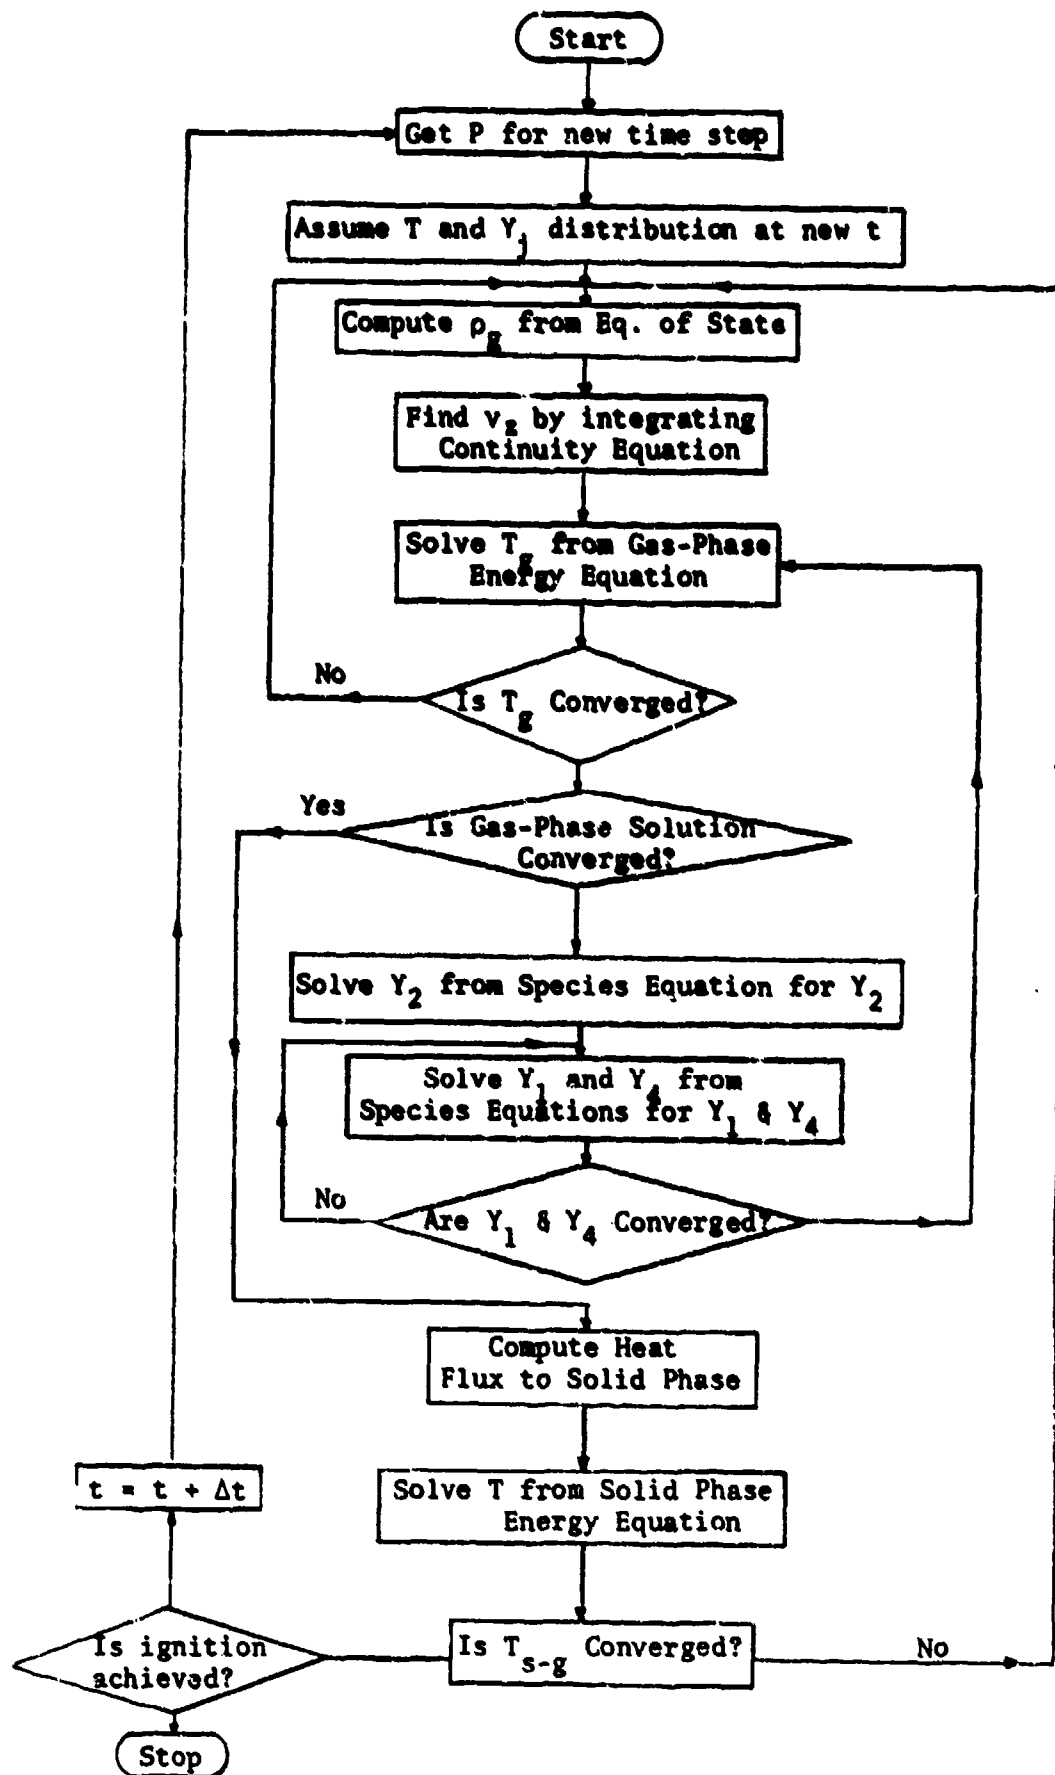 Start
Get P for new time step
Assume T and Y_j distribution at new t
Compute ρ_g from Eq. of State
Find v_g by integrating
Continuity Equation
Solve T_g from Gas-Phase
Energy Equation
No
Is T_g Converged?
Yes
Is Gas-Phase Solution
Converged?
Solve Y_2 from Species Equation for Y_2
Solve Y_1 and Y_4 from
Species Equations for Y_1 & Y_4
No
Are Y_1 & Y_4 Converged?
Compute Heat
Flux to Solid Phase
t = t + Δt
Solve T from Solid Phase
Energy Equation
Is ignition
achieved?
Is T_s-g Converged?
No
Stop